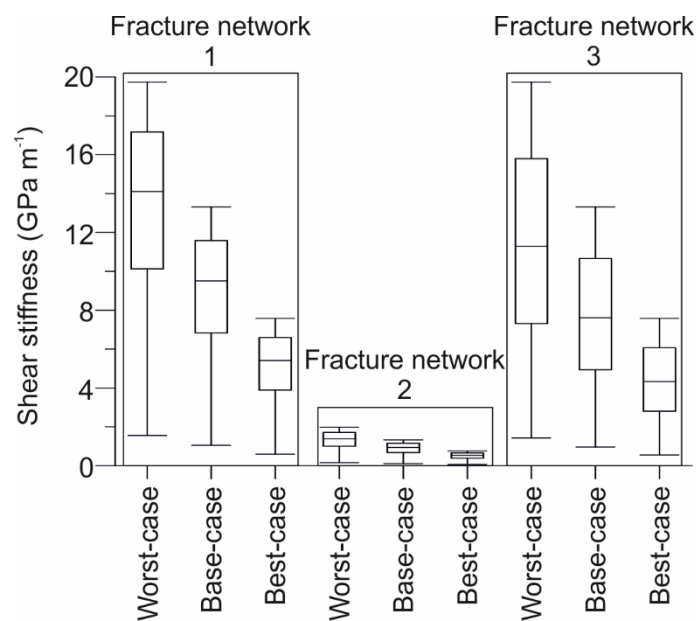 Fracture network
1
Fracture network
3
Shear stiffness (GPa m⁻¹)
20
16
12
8
4
0
Fracture network
2
Worst-case
Base-case
Best-case
Worst-case
Base-case
Best-case
Worst-case
Base-case
Best-case